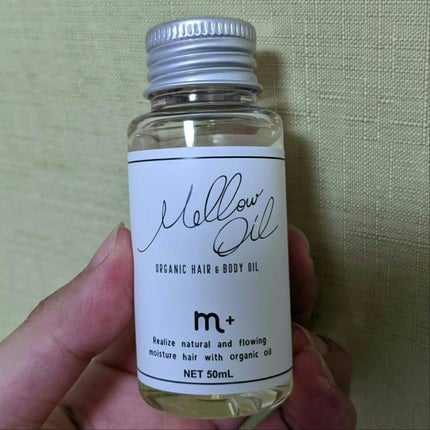 Mellow
Oil
ORGANIC HAIR & BODY OIL
m+
Realize natural and flowing
moisture hair with organic oil
NET 50mL